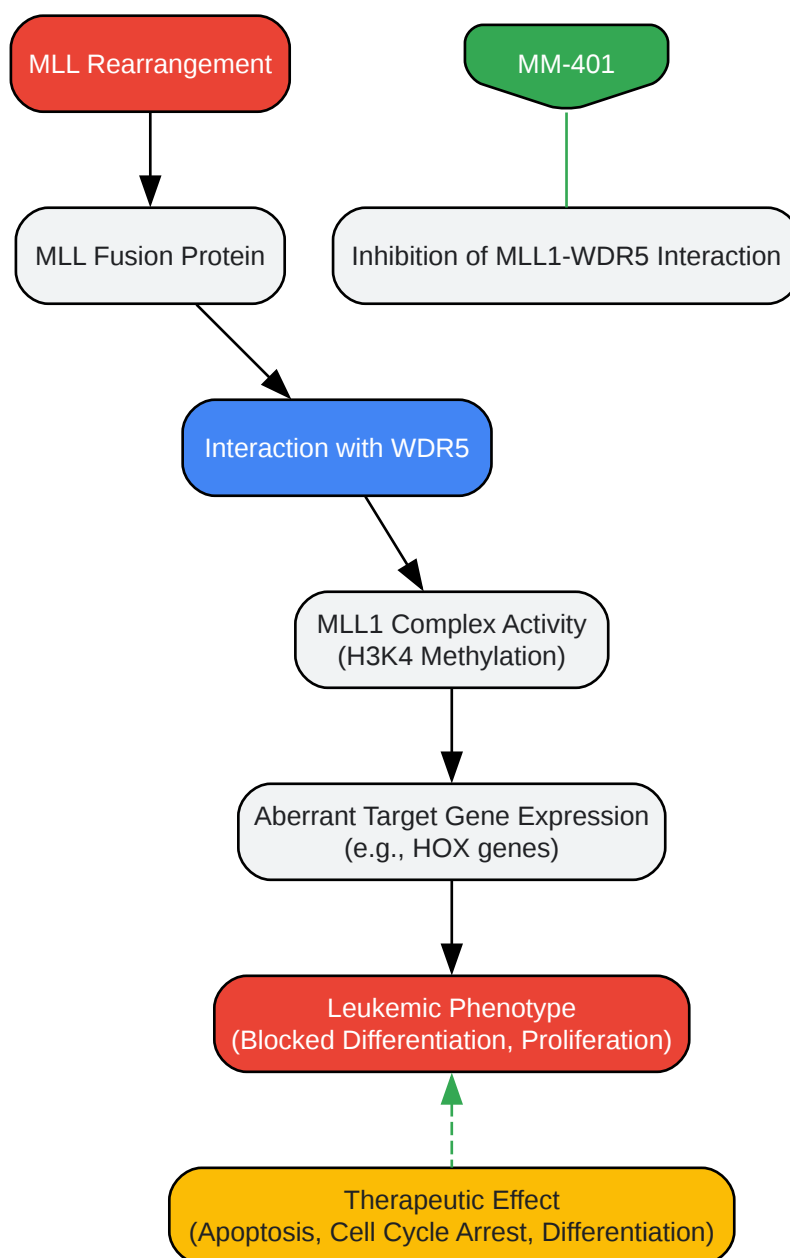 MLL Rearrangement
MM-401
MLL Fusion Protein
Inhibition of MLL1-WDR5 Interaction
Interaction with WDR5
MLL1 Complex Activity
(H3K4 Methylation)
Aberrant Target Gene Expression
(e.g., HOX genes)
Leukemic Phenotype
(Blocked Differentiation, Proliferation)
Therapeutic Effect
(Apoptosis, Cell Cycle Arrest, Differentiation)